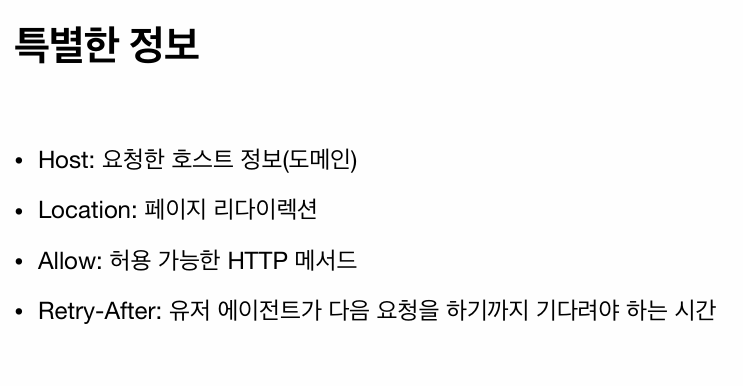 특별한 정보
• Host: 요청한 호스트 정보(도메인)
• Location: 페이지 리다이렉션
• Allow: 허용 가능한 HTTP 메서드
• Retry-After: 유저 에이전트가 다음 요청을 하기까지 기다려야 하는 시간